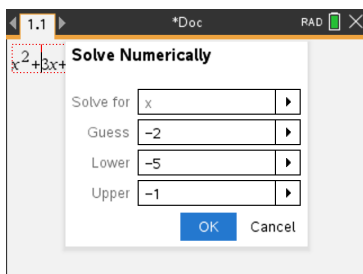 1.1 *Doc RAD
x²+3x+
Solve Numerically
Solve for x
Guess -2
Lower -5
Upper -1
OK Cancel